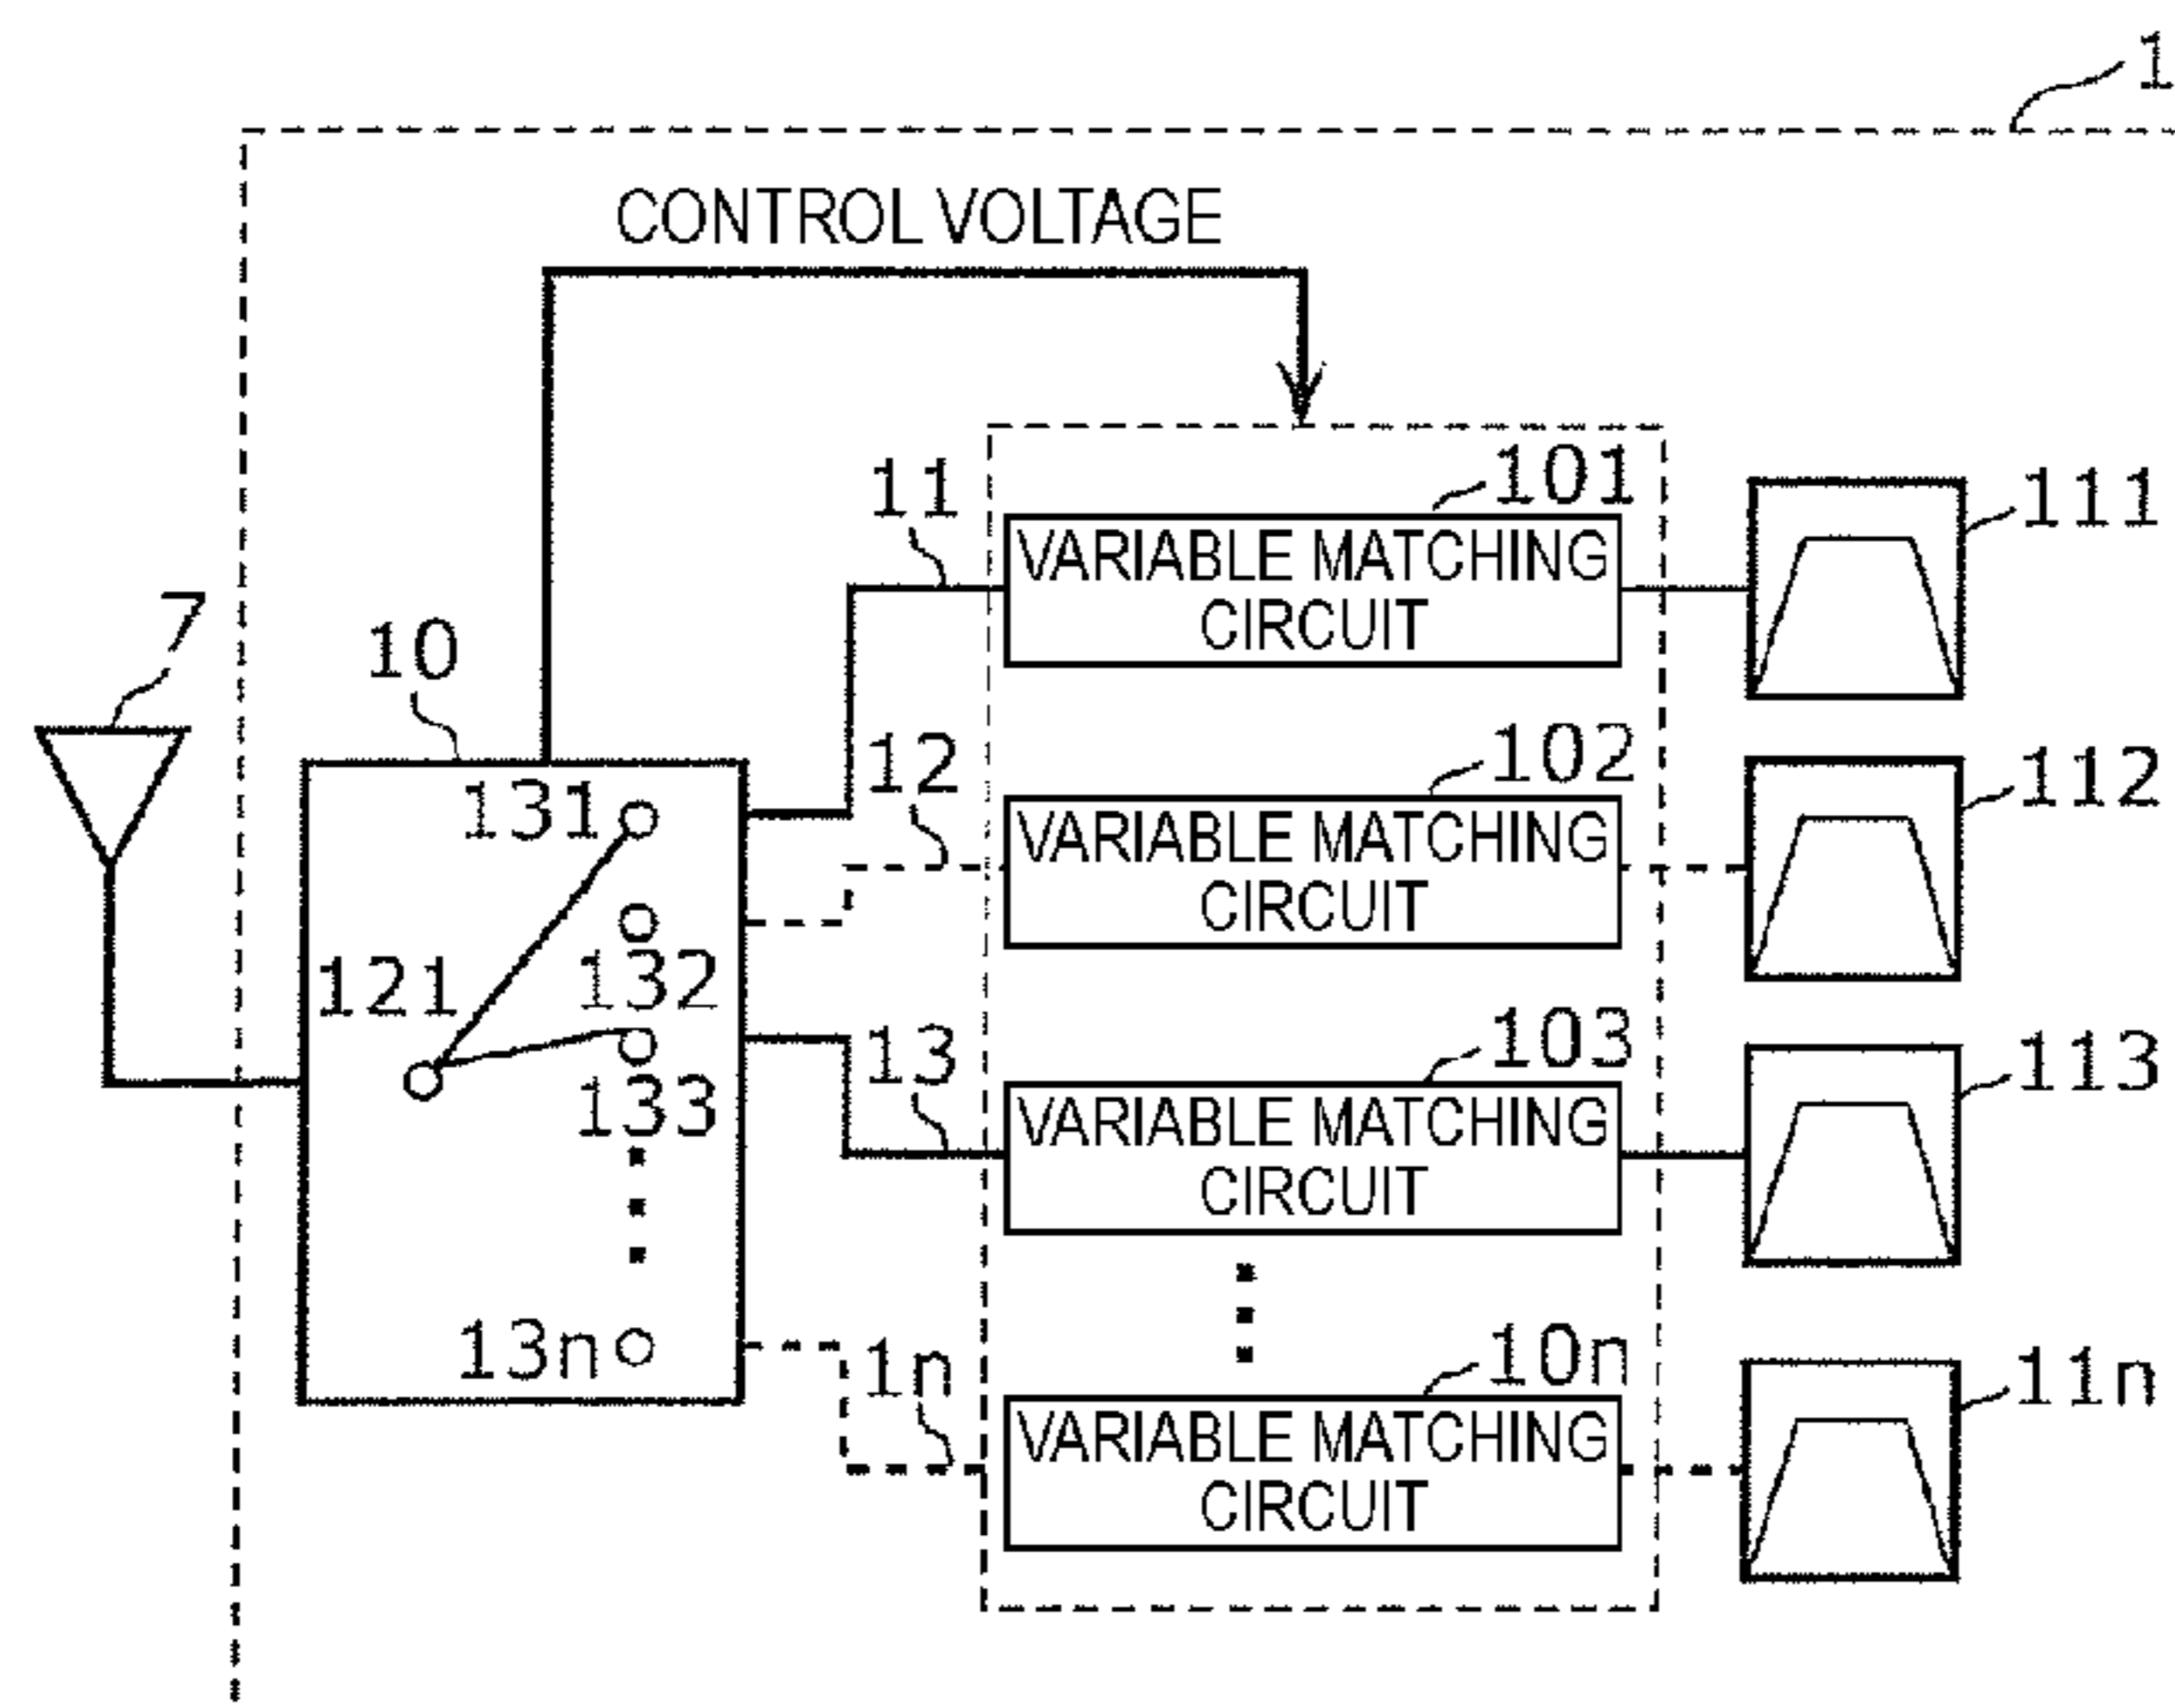 1
CONTROL VOLTAGE
101
11
111
VARIABLE MATCHING
CIRCUIT
7
10
102
12
112
131
VARIABLE MATCHING
CIRCUIT
132
121
103
13
113
133
VARIABLE MATCHING
CIRCUIT
10n
13n
1n
11n
VARIABLE MATCHING
CIRCUIT